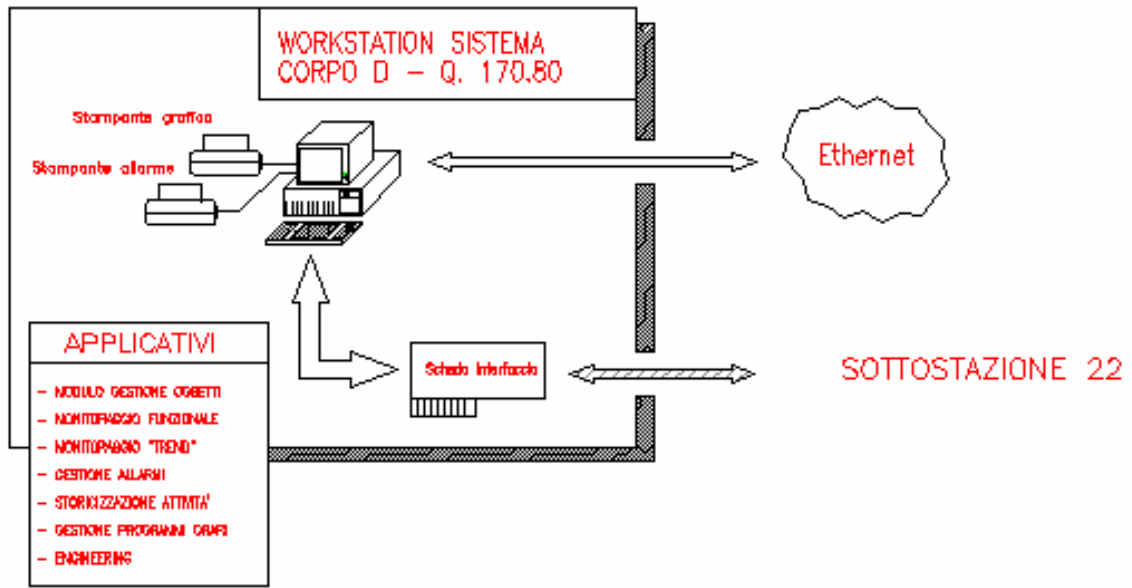 WORKSTATION SISTEMA
CORPO D - Q. 170.80
Stampante grafica
Stampante allarme
Ethernet
APPLICATIVI
- MODULO GESTIONE OGGETTI
- MONITORAGGIO FUNZIONALE
- MONITORAGGIO "TREND"
- GESTIONE ALLARMI
- STORICIZZAZIONE ATTIVITA'
- GESTIONE PROGRAMMI ORARI
- ENGINEERING
Scheda Interfaccia
SOTTOSTAZIONE 22